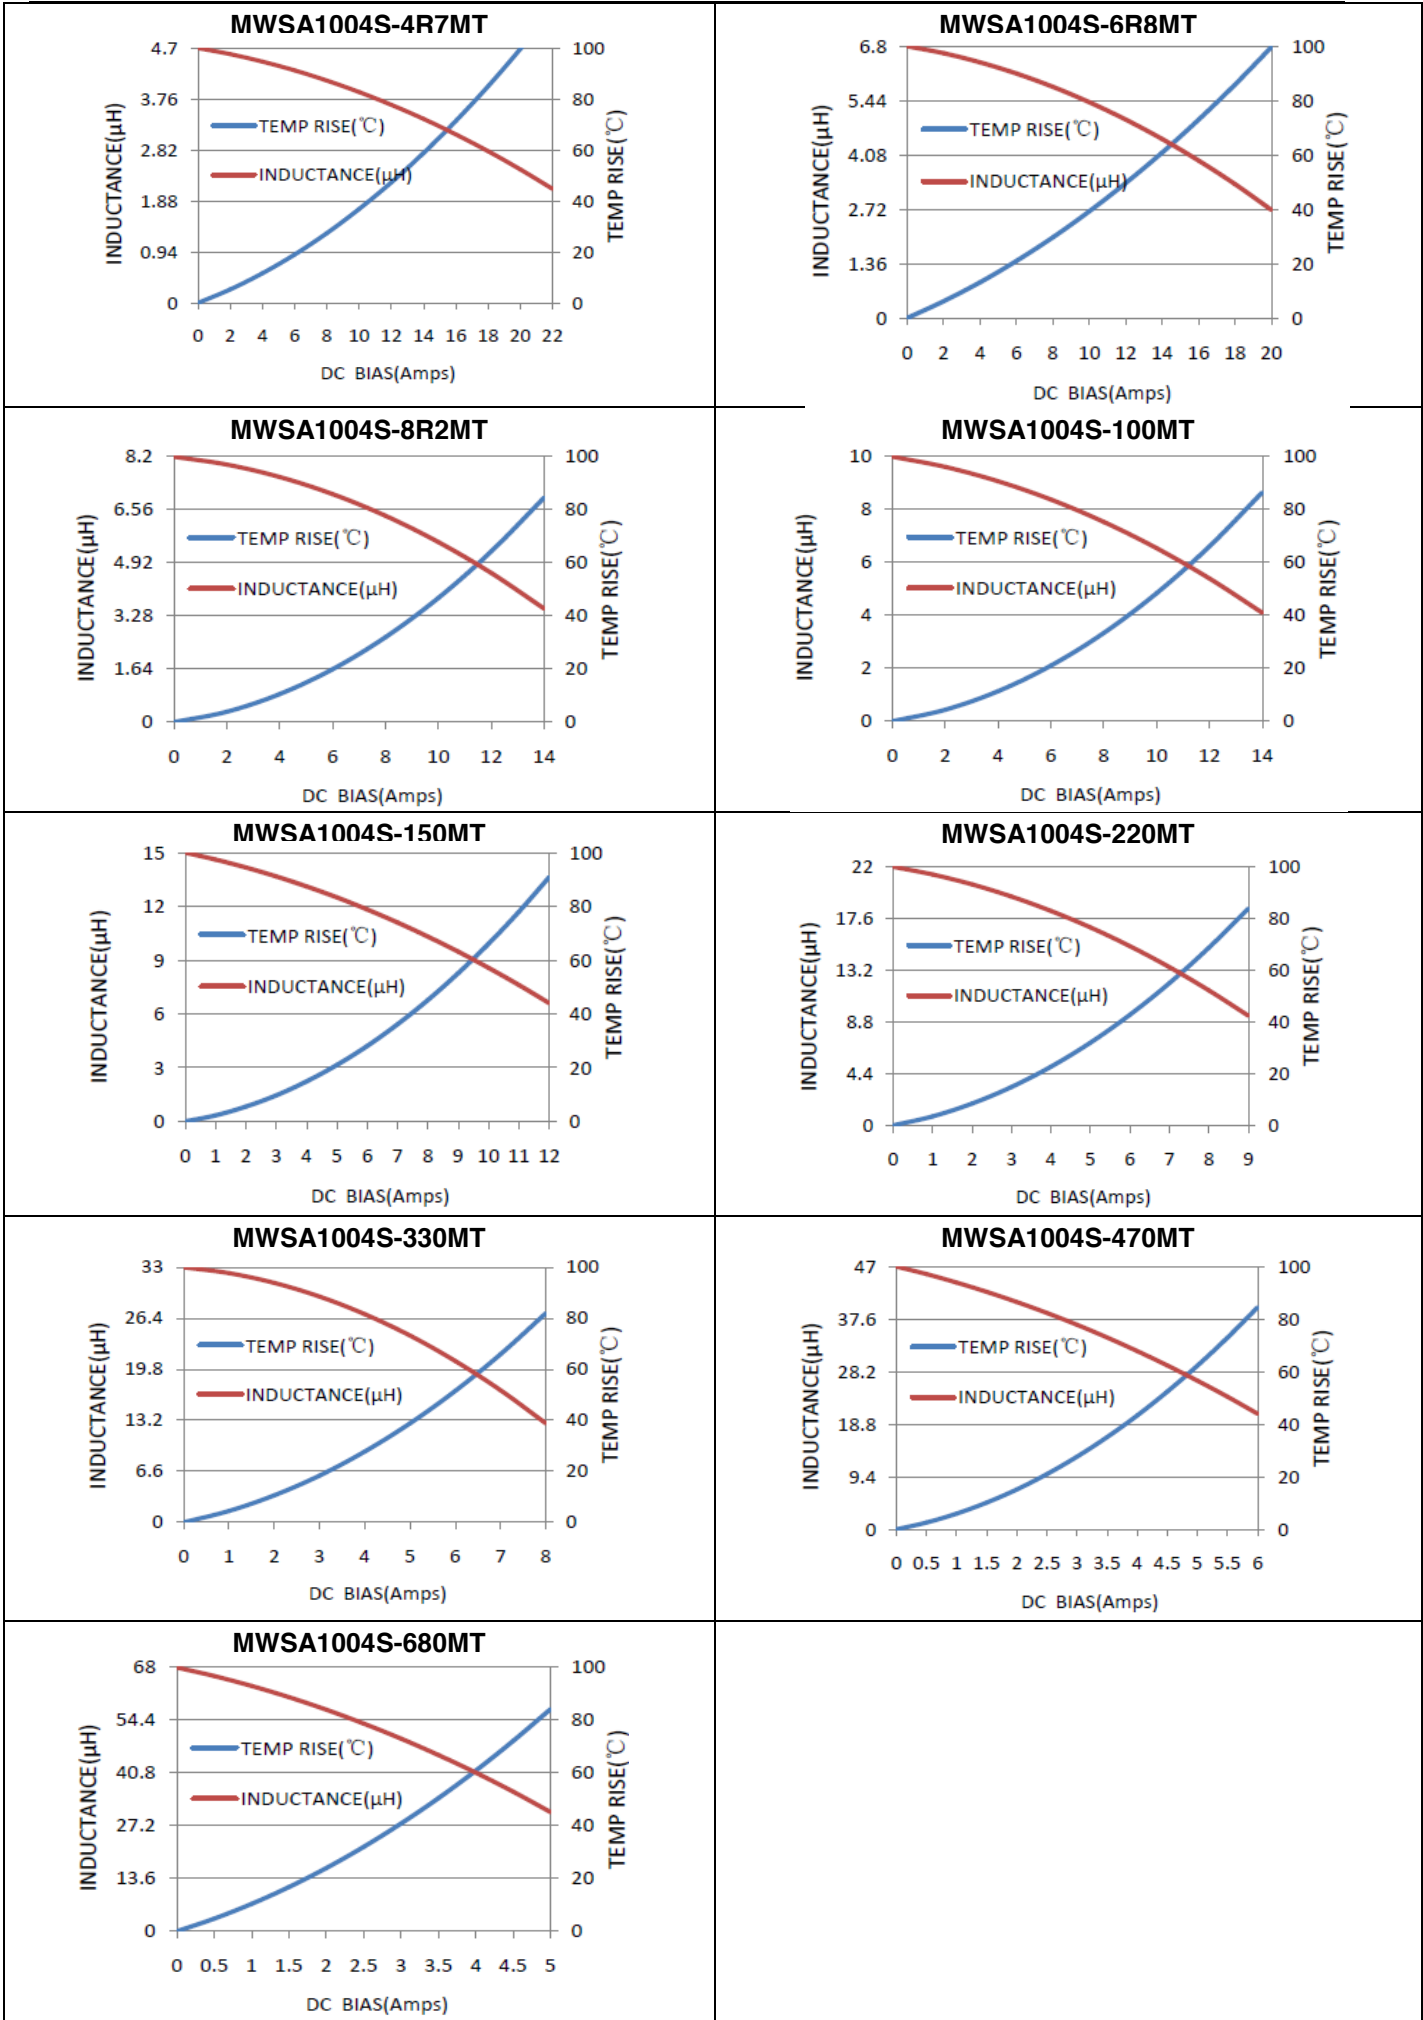 MWSA1004S-4R7MT
4.7
3.76
2.82
1.88
0.94
0
100
80
60
40
20
0
INDUCTANCE(μH)
TEMP RISE(℃)
TEMP RISE(℃)
INDUCTANCE(μH)
0 2 4 6 8 10 12 14 16 18 20 22
DC BIAS(Amps)
MWSA1004S-6R8MT
6.8
5.44
4.08
2.72
1.36
0
100
80
60
40
20
0
INDUCTANCE(μH)
TEMP RISE(℃)
TEMP RISE(℃)
INDUCTANCE(μH)
0 2 4 6 8 10 12 14 16 18 20
DC BIAS(Amps)
MWSA1004S-8R2MT
8.2
6.56
4.92
3.28
1.64
0
100
80
60
40
20
0
INDUCTANCE(μH)
TEMP RISE(℃)
TEMP RISE(℃)
INDUCTANCE(μH)
0 2 4 6 8 10 12 14
DC BIAS(Amps)
MWSA1004S-100MT
10
8
6
4
2
0
100
80
60
40
20
0
INDUCTANCE(μH)
TEMP RISE(℃)
TEMP RISE(℃)
INDUCTANCE(μH)
0 2 4 6 8 10 12 14
DC BIAS(Amps)
MWSA1004S-150MT
15
12
9
6
3
0
100
80
60
40
20
0
INDUCTANCE(μH)
TEMP RISE(℃)
TEMP RISE(℃)
INDUCTANCE(μH)
0 1 2 3 4 5 6 7 8 9 10 11 12
DC BIAS(Amps)
MWSA1004S-220MT
22
17.6
13.2
8.8
4.4
0
100
80
60
40
20
0
INDUCTANCE(μH)
TEMP RISE(℃)
TEMP RISE(℃)
INDUCTANCE(μH)
0 1 2 3 4 5 6 7 8 9
DC BIAS(Amps)
MWSA1004S-330MT
33
26.4
19.8
13.2
6.6
0
100
80
60
40
20
0
INDUCTANCE(μH)
TEMP RISE(℃)
TEMP RISE(℃)
INDUCTANCE(μH)
0 1 2 3 4 5 6 7 8
DC BIAS(Amps)
MWSA1004S-470MT
47
37.6
28.2
18.8
9.4
0
100
80
60
40
20
0
INDUCTANCE(μH)
TEMP RISE(℃)
TEMP RISE(℃)
INDUCTANCE(μH)
0 0.5 1 1.5 2 2.5 3 3.5 4 4.5 5 5.5 6
DC BIAS(Amps)
MWSA1004S-680MT
68
54.4
40.8
27.2
13.6
0
100
80
60
40
20
0
INDUCTANCE(μH)
TEMP RISE(℃)
TEMP RISE(℃)
INDUCTANCE(μH)
0 0.5 1 1.5 2 2.5 3 3.5 4 4.5 5
DC BIAS(Amps)